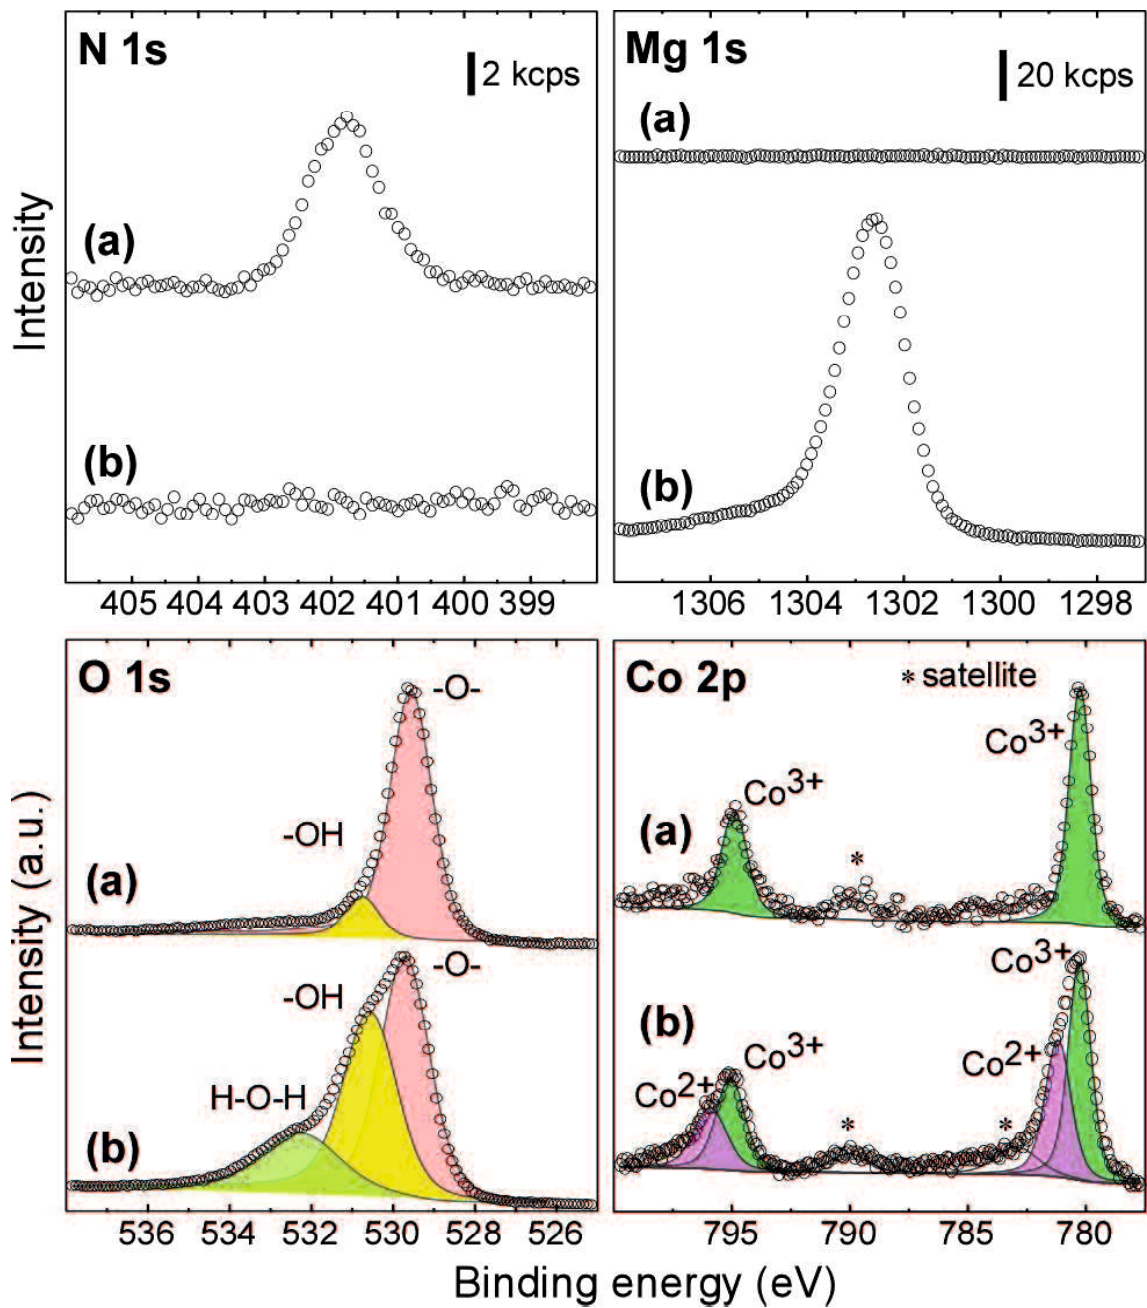 N 1s
2 kcps
(a)
(b)
405 404 403 402 401 400 399
Intensity
Mg 1s
20 kcps
(a)
(b)
1306 1304 1302 1300 1298
O 1s
-O-
-OH
(a)
-O-
-OH
H-O-H
(b)
536 534 532 530 528 526
Intensity (a.u.)
Co 2p
* satellite
Co3+
Co3+
(a)
*
Co3+
(b)
Co3+
Co2+
Co2+
*
*
795 790 785 780
Binding energy (eV)